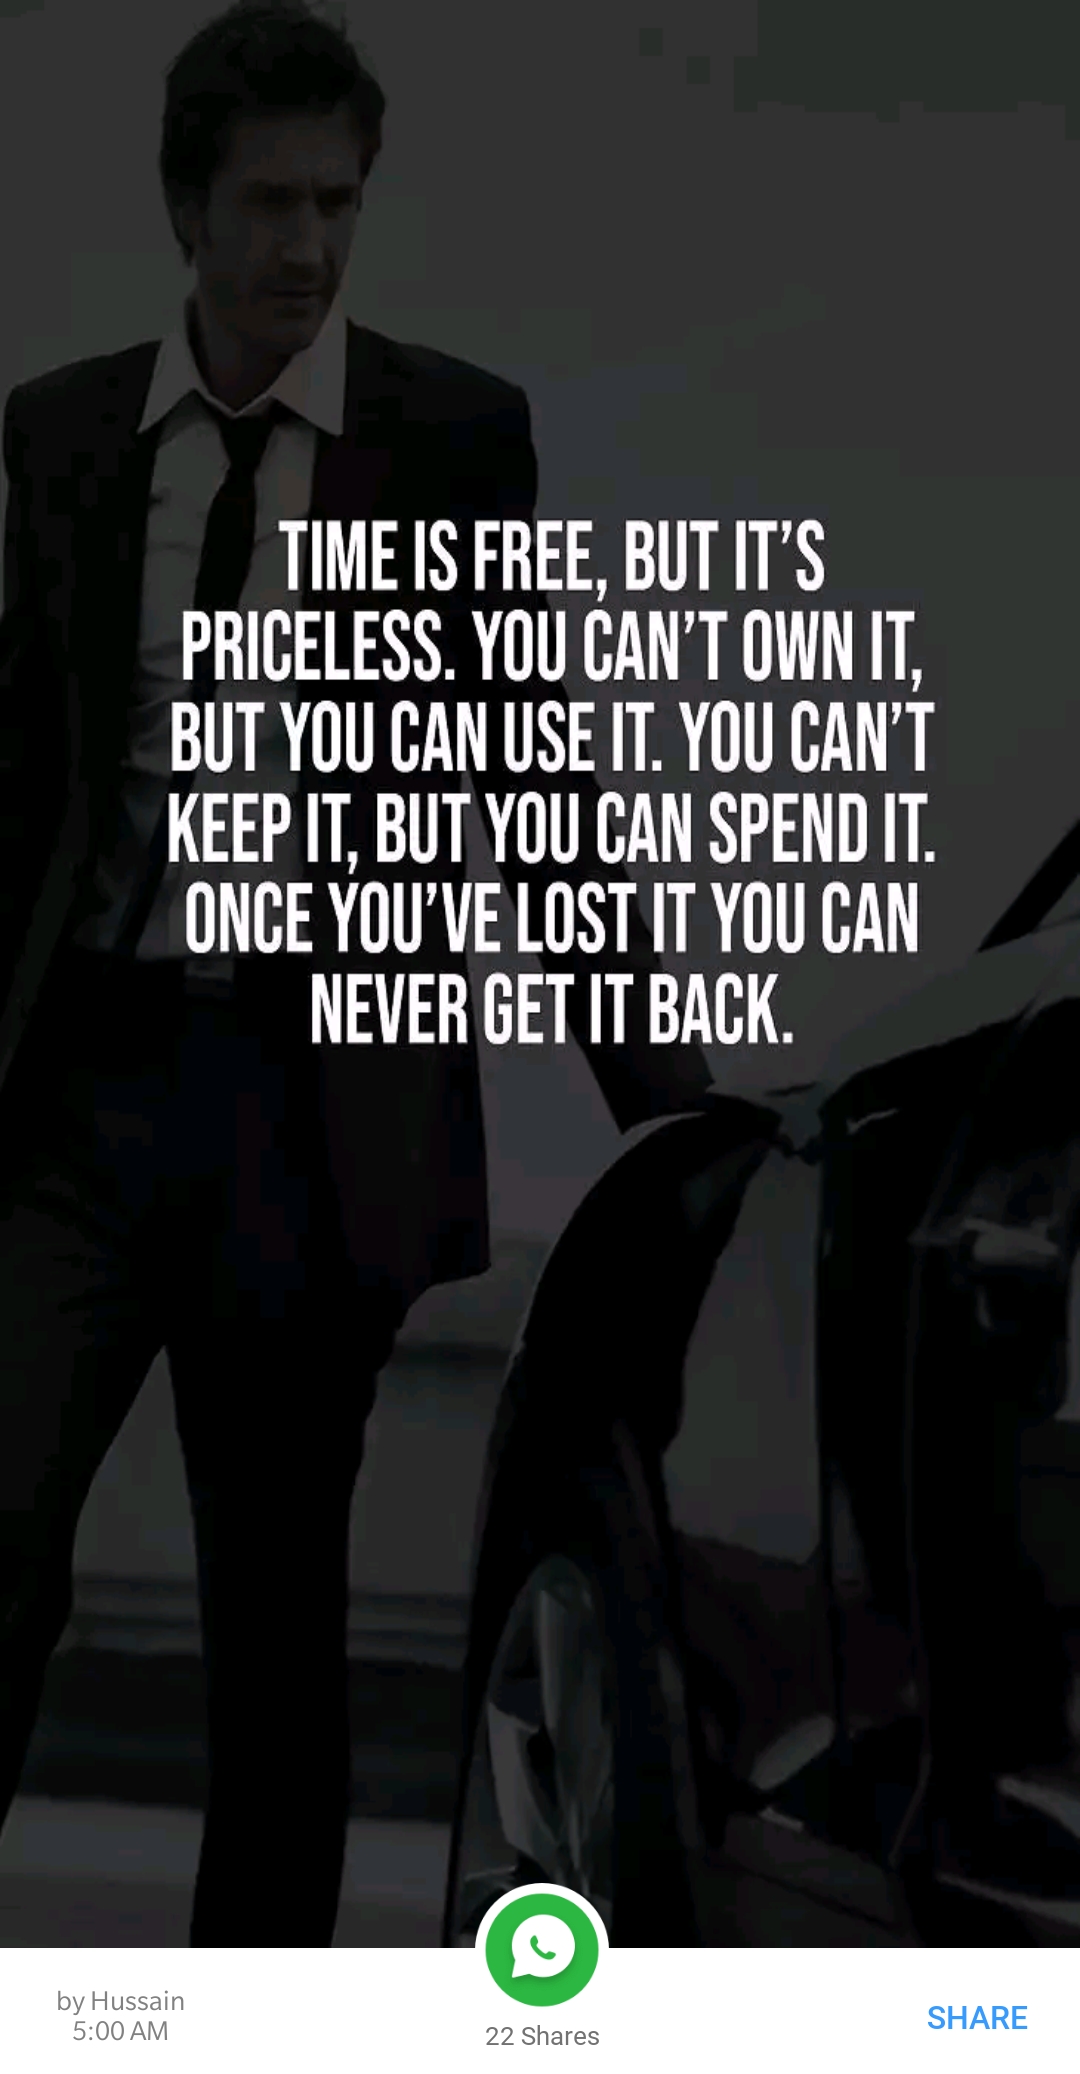 TIME IS FREE, BUT IT'S
PRICELESS. YOU CAN'T OWN IT,
BUT YOU CAN USE IT. YOU CAN'T
KEEP IT, BUT YOU CAN SPEND IT.
ONCE YOU'VE LOST IT YOU CAN
NEVER GET IT BACK.
by Hussain
5:00 AM
22 Shares
SHARE